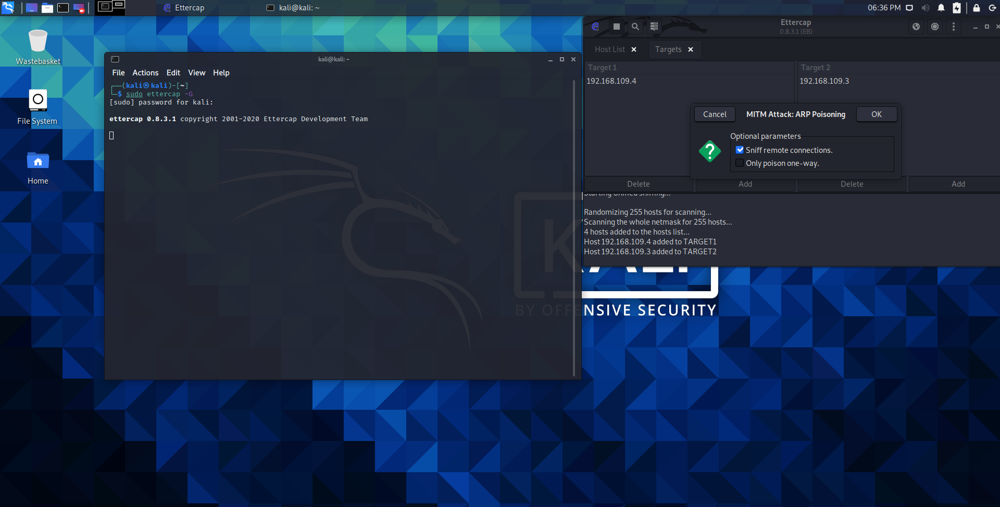 Ettercap
kali@kali: ~
06:36 PM
Wastebasket
File System
Home
kali@kali: ~
File Actions Edit View Help
(kali㉿kali)-[~]
$ sudo ettercap -G
[sudo] password for kali:
ettercap 0.8.3.1 copyright 2001-2020 Ettercap Development Team
Ettercap
0.8.3.1 (EB)
Host List
Targets
Target 1
Target 2
192.168.109.4
192.168.109.3
Cancel
MITM Attack: ARP Poisoning
OK
Optional parameters
Sniff remote connections.
Only poison one-way.
Delete
Add
Delete
Add
Starting Unified sniffing...
Randomizing 255 hosts for scanning...
Scanning the whole netmask for 255 hosts...
4 hosts added to the hosts list...
Host 192.168.109.4 added to TARGET1
Host 192.168.109.3 added to TARGET2
KALI
BY OFFENSIVE SECURITY